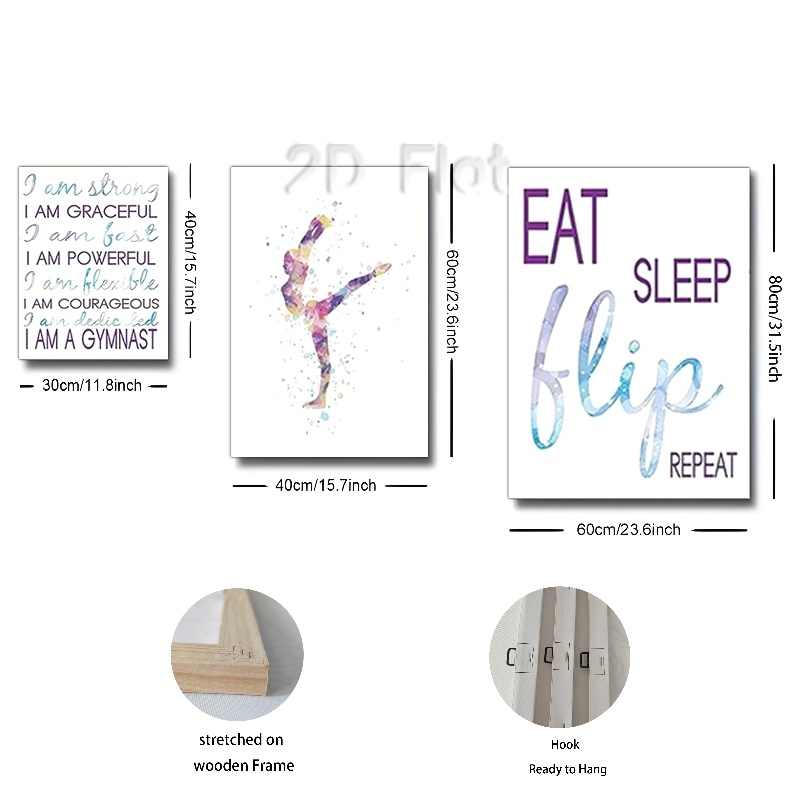 2D Flat
I am strong
I AM GRACEFUL
I am fast
I AM POWERFUL
I am flexible
I AM COURAGEOUS
I am dedicated
I AM A GYMNAST
40cm/15.7inch
30cm/11.8inch
60cm/23.6inch
40cm/15.7inch
EAT
SLEEP
flip
REPEAT
80cm/31.5inch
60cm/23.6inch
stretched on
wooden Frame
Hook
Ready to Hang